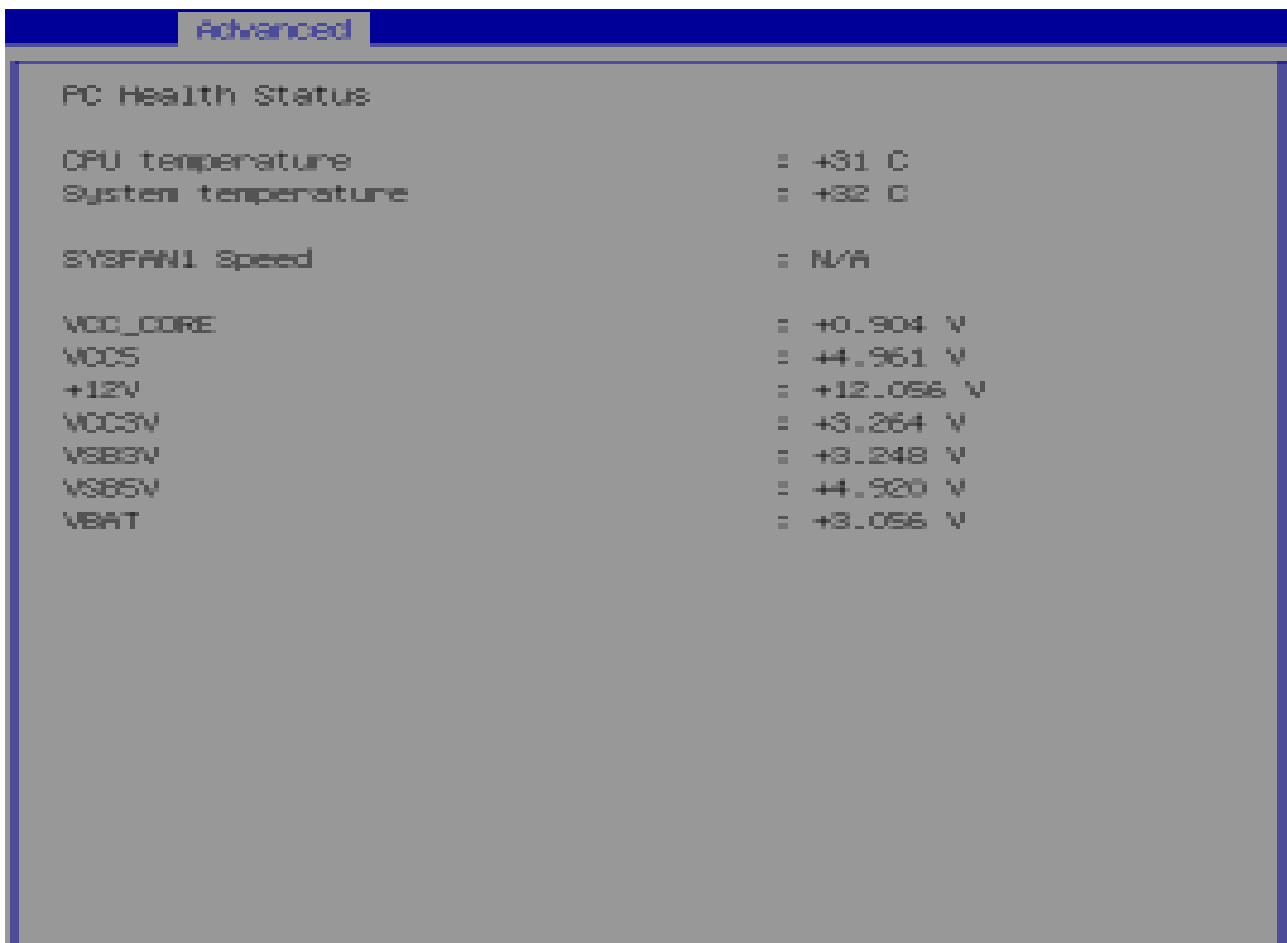 Advanced
PC Health Status
CPU temperature : +31 C
System temperature : +32 C
SYSFAN1 Speed : N/A
VCC_CORE : +0.904 V
VCC5 : +4.961 V
+12V : +12.056 V
VCC3V : +3.264 V
VSB3V : +3.248 V
VSB5V : +4.920 V
VBAT : +3.056 V